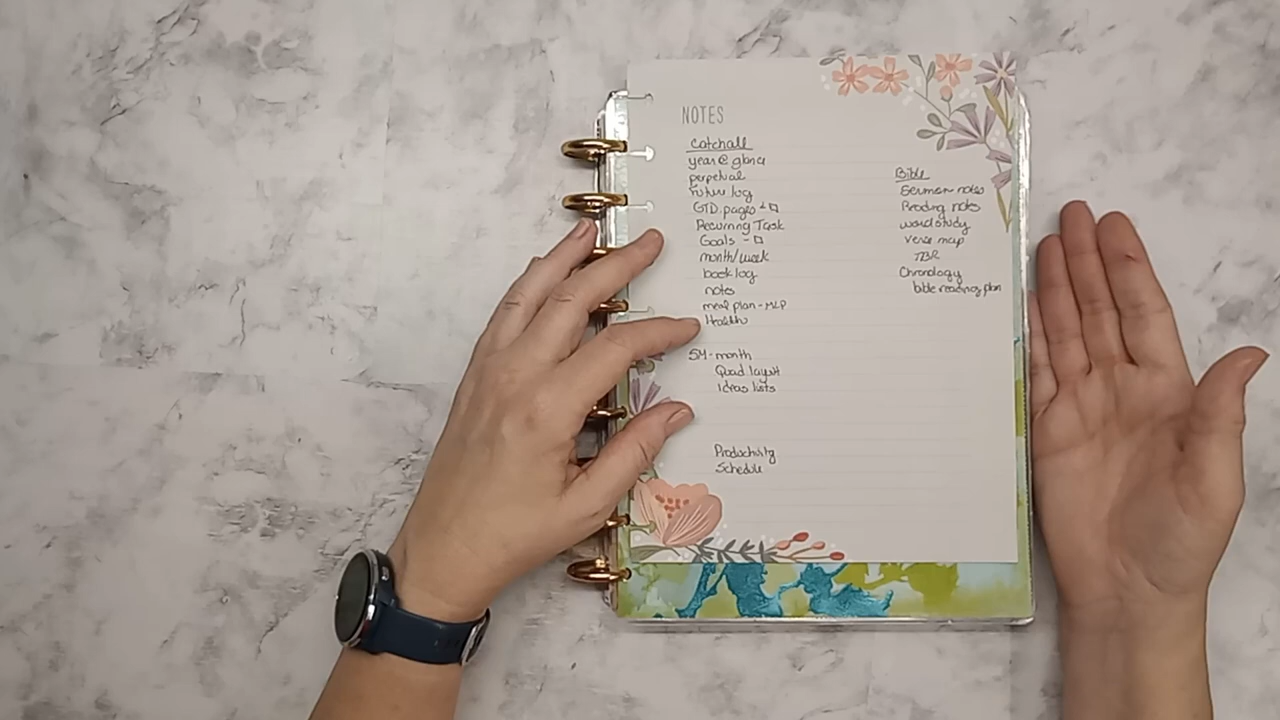 NOTES
Catchall
year @ glance
perpetual
Future log
GTD pages
Recurring Task
Goals -
month/week
book log
notes
meal plan - MLP
Health
5M - month
Quad layout
Ideas lists
Productivity
Schedule
Bible
Sermon notes
Reading notes
word study
verse map
TBR
Chronology
bible reading plan